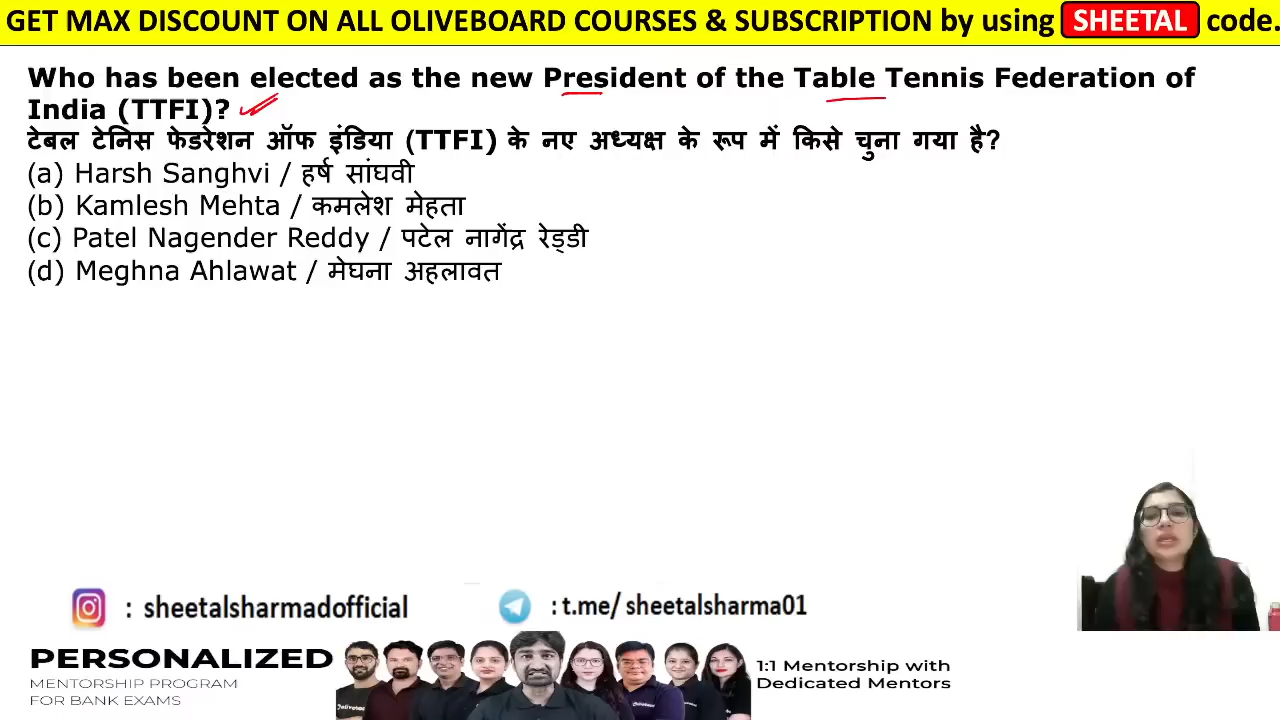 GET MAX DISCOUNT ON ALL OLIVEBOARD COURSES & SUBSCRIPTION by using SHEETAL code.
Who has been elected as the new President of the Table Tennis Federation of
India (TTFI)?
टेबल टेनिस फेडरेशन ऑफ इंडिया (TTFI) के नए अध्यक्ष के रूप में किसे चुना गया है?
(a) Harsh Sanghvi / हर्ष सांघवी
(b) Kamlesh Mehta / कमलेश मेहता
(c) Patel Nagender Reddy / पटेल नागेंद्र रेड्डी
(d) Meghna Ahlawat / मेघना अहलावत
: sheetalsharmadofficial
: t.me/ sheetalsharma01
PERSONALIZED
MENTORSHIP PROGRAM
FOR BANK EXAMS
1:1 Mentorship with
Dedicated Mentors